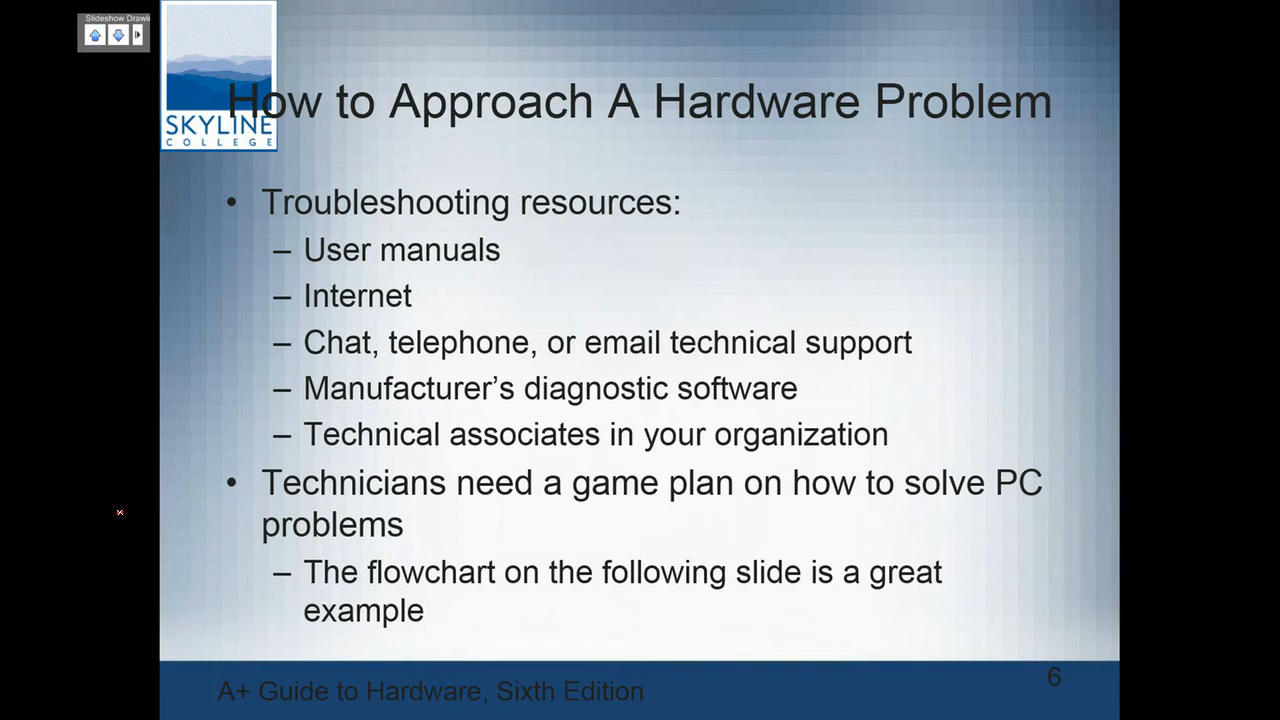 Slideshow Drawi
SKYLINE
COLLEGE
How to Approach A Hardware Problem
• Troubleshooting resources:
– User manuals
– Internet
– Chat, telephone, or email technical support
– Manufacturer’s diagnostic software
– Technical associates in your organization
• Technicians need a game plan on how to solve PC
problems
– The flowchart on the following slide is a great
example
A+ Guide to Hardware, Sixth Edition
6